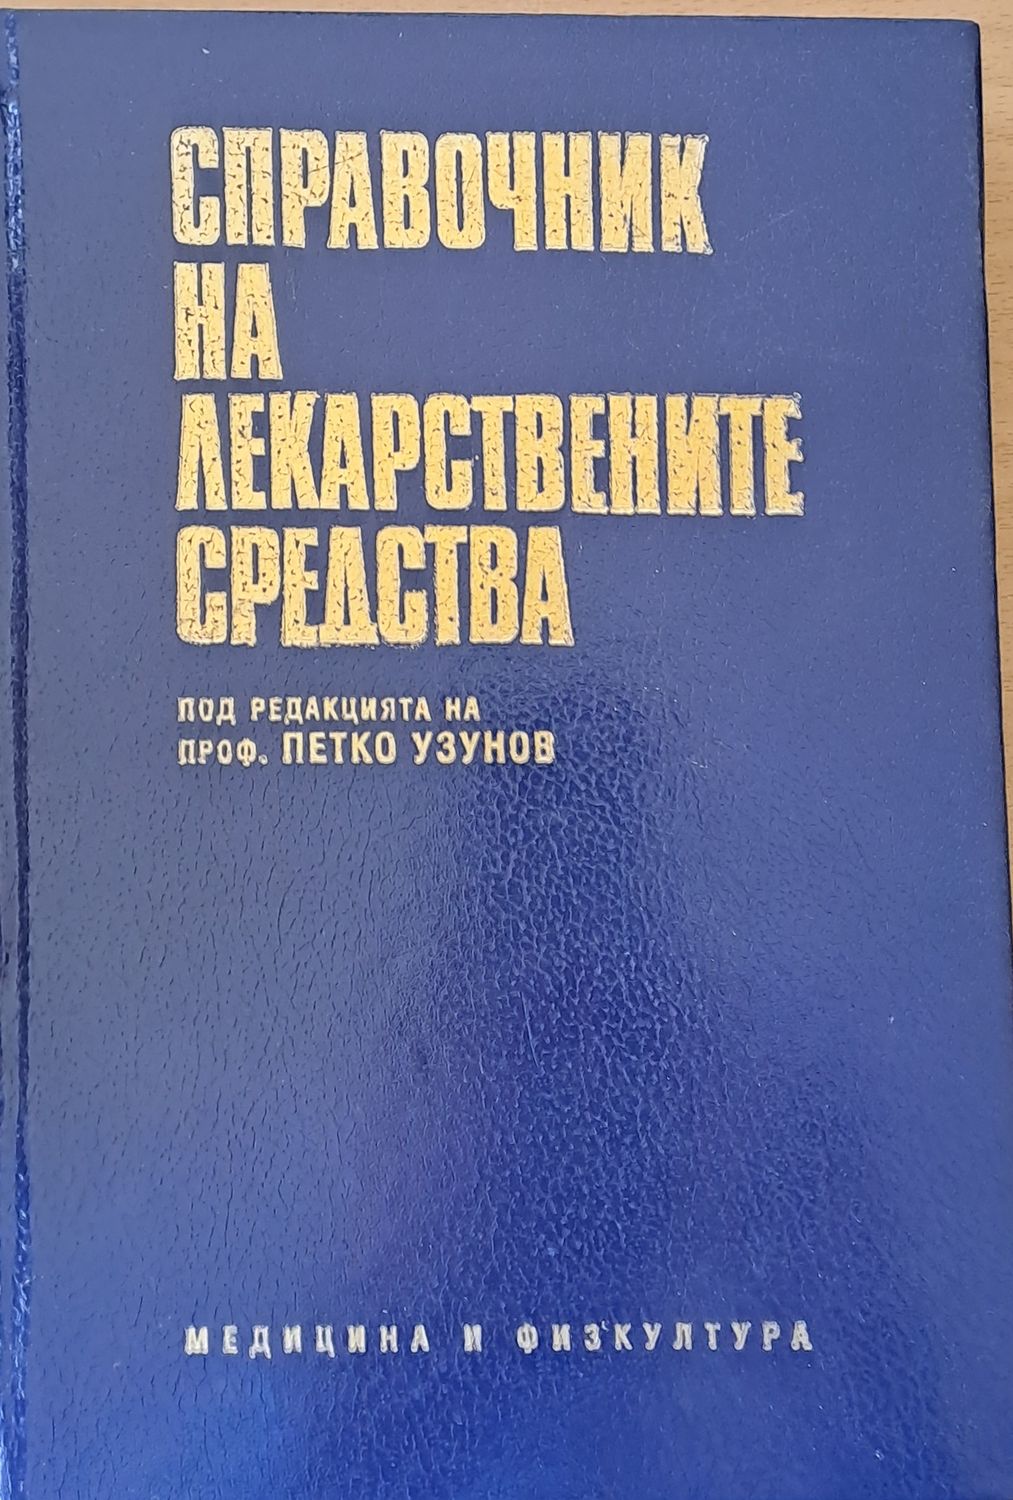 СПРАВОЧНИК
НА
ЛЕКАРСТВЕНИТЕ
СРЕДСТВА
ПОД РЕДАКЦИЯТА НА
ПРОФ. ПЕТКО УЗУНОВ
МЕДИЦИНА И ФИЗКУЛТУРА